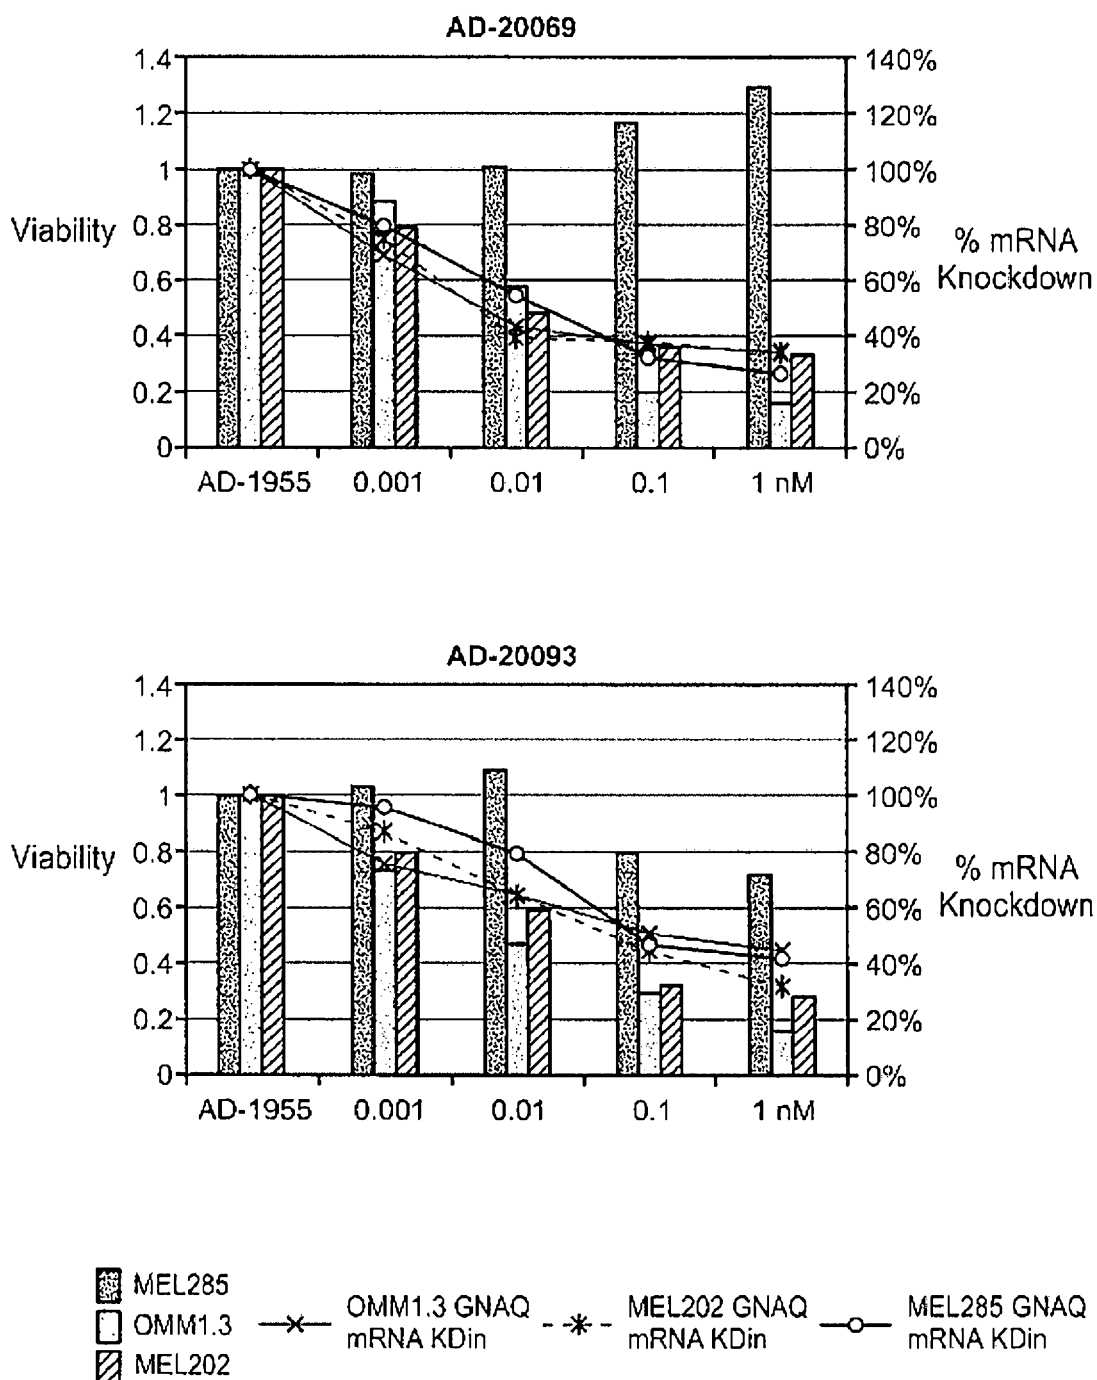 AD-20069
1.4
1.2
1
0.8
0.6
0.4
0.2
0
Viability
140%
120%
100%
80%
60%
40%
20%
0%
% mRNA
Knockdown
AD-1955 0.001 0.01 0.1 1 nM
AD-20093
1.4
1.2
1
0.8
0.6
0.4
0.2
0
Viability
140%
120%
100%
80%
60%
40%
20%
0%
% mRNA
Knockdown
AD-1955 0.001 0.01 0.1 1 nM
MEL285
OMM1.3
MEL202
OMM1.3 GNAQ
mRNA KDin
MEL202 GNAQ
mRNA KDin
MEL285 GNAQ
mRNA KDin